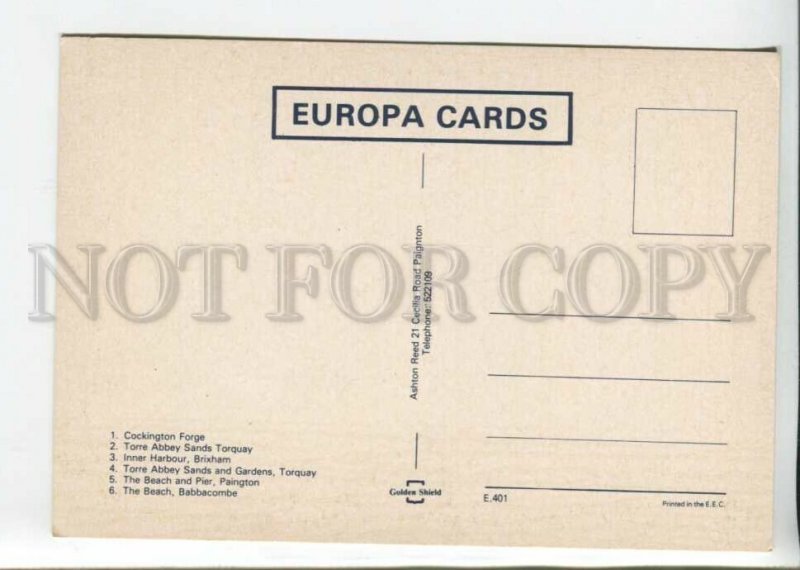 EUROPA CARDS
NOT FOR COPY
Ashton Reed 21 Cecilia Road Paignton
Telephone: 522109
1. Cockington Forge
2. Torre Abbey Sands Torquay
3. Inner Harbour, Brixham
4. Torre Abbey Sands and Gardens, Torquay
5. The Beach and Pier, Paington
6. The Beach, Babbacombe
Golden Shield
E.401
Printed in the E.E.C.